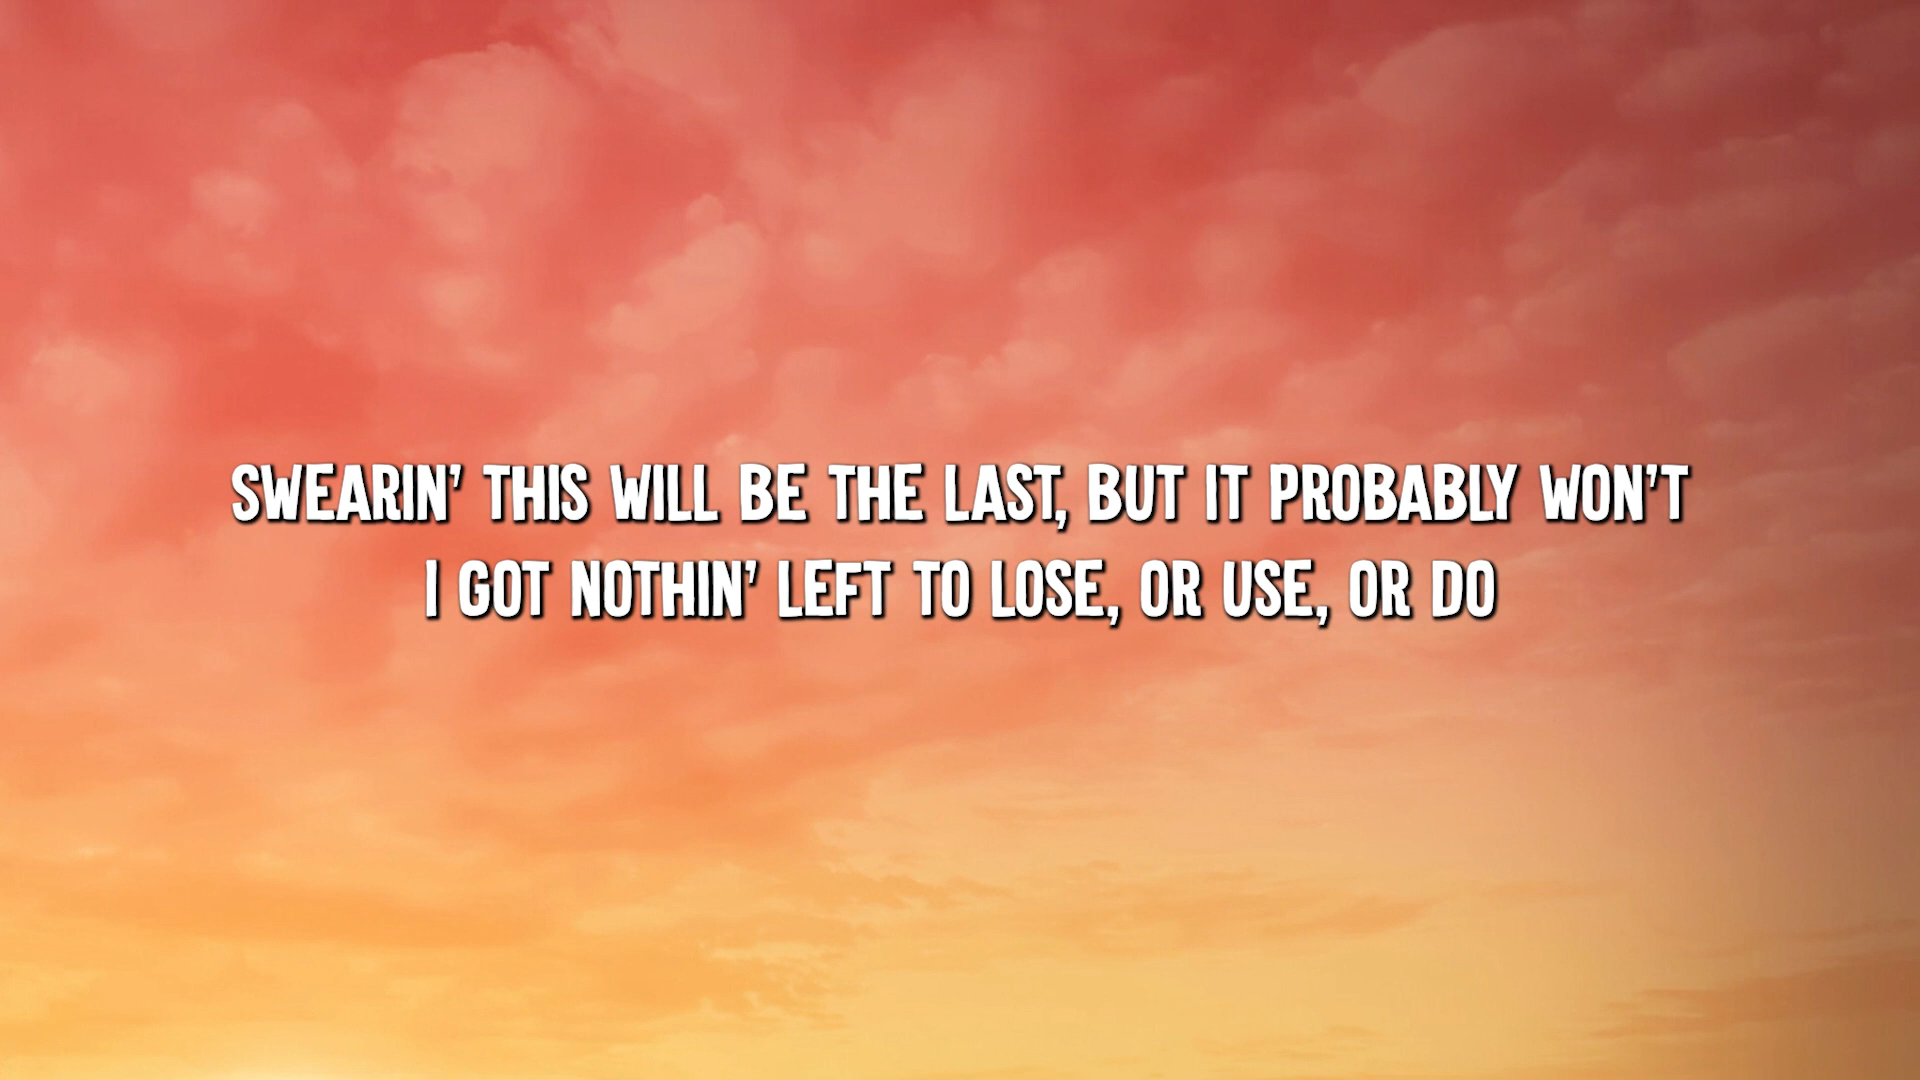 SWEARIN' THIS WILL BE THE LAST, BUT IT PROBABLY WON'T
I GOT NOTHIN' LEFT TO LOSE, OR USE, OR DO